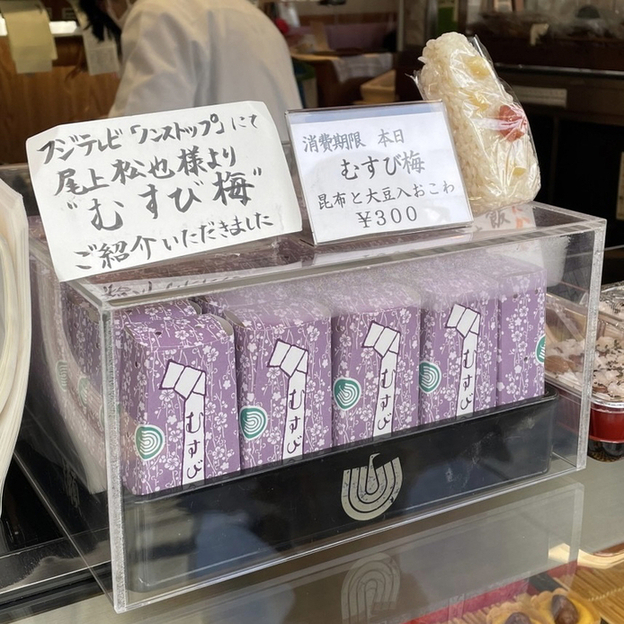 フジテレビ「ワンストップ」にて
尾上松也様より
"むすび梅"
ご紹介いただきました
消費期限 本日
むすび梅
昆布と大豆入おこわ
¥300
むすび
むすび
むすび
むすび